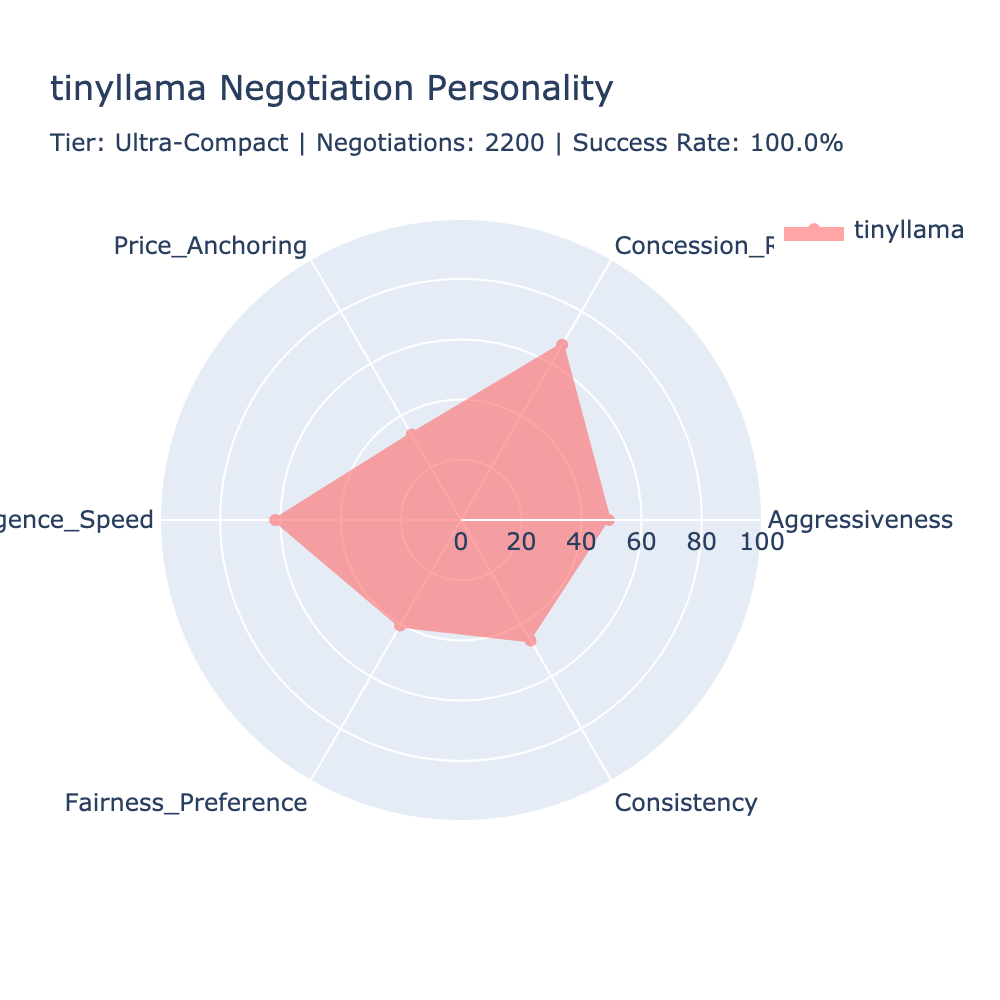 tinyllama Negotiation Personality
Tier: Ultra-Compact | Negotiations: 2200 | Success Rate: 100.0%
tinyllama
Price_Anchoring
Concession_R
gence_Speed
Aggressiveness
0 20 40 60 80 100
Fairness_Preference
Consistency